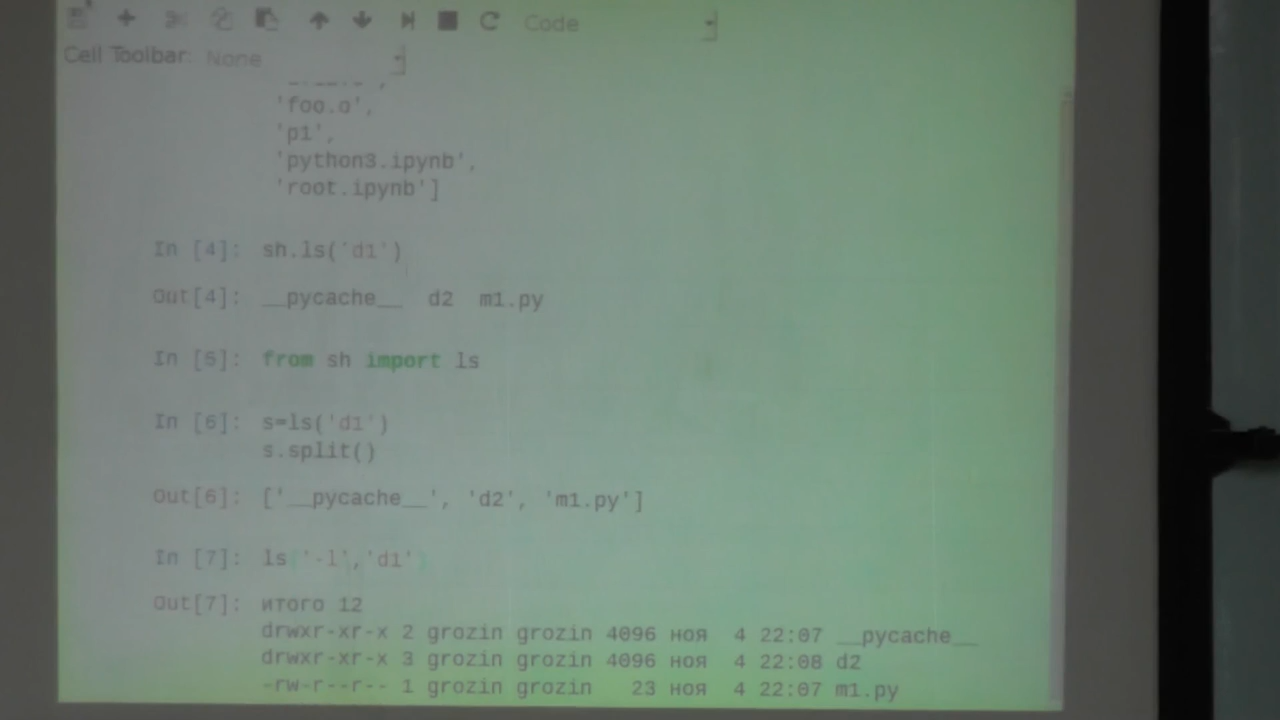 Code
Cell Toolbar: None
'foo.o',
'p1',
'python3.ipynb',
'root.ipynb']
In [4]: sh.ls('d1')
Out[4]: __pycache__  d2  m1.py
In [5]: from sh import ls
In [6]: s=ls('d1')
s.split()
Out[6]: ['__pycache__', 'd2', 'm1.py']
In [7]: ls('-l','d1')
Out[7]: итого 12
drwxr-xr-x 2 grozin grozin 4096 ноя  4 22:07 __pycache__
drwxr-xr-x 3 grozin grozin 4096 ноя  4 22:08 d2
-rw-r--r-- 1 grozin grozin   23 ноя  4 22:07 m1.py